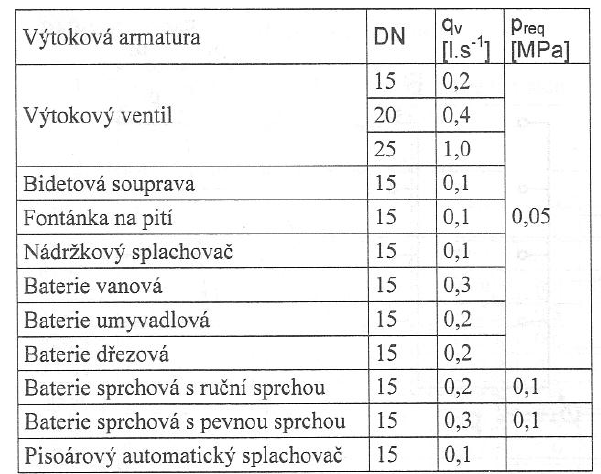 Výtoková armatura DN qv [l.s-1] preq [MPa]
15 0,2
Výtokový ventil 20 0,4
25 1,0
Bidetová souprava 15 0,1
Fontánka na pití 15 0,1 0,05
Nádržkový splachovač 15 0,1
Baterie vanová 15 0,3
Baterie umyvadlová 15 0,2
Baterie dřezová 15 0,2
Baterie sprchová s ruční sprchou 15 0,2 0,1
Baterie sprchová s pevnou sprchou 15 0,3 0,1
Pisoárový automatický splachovač 15 0,1